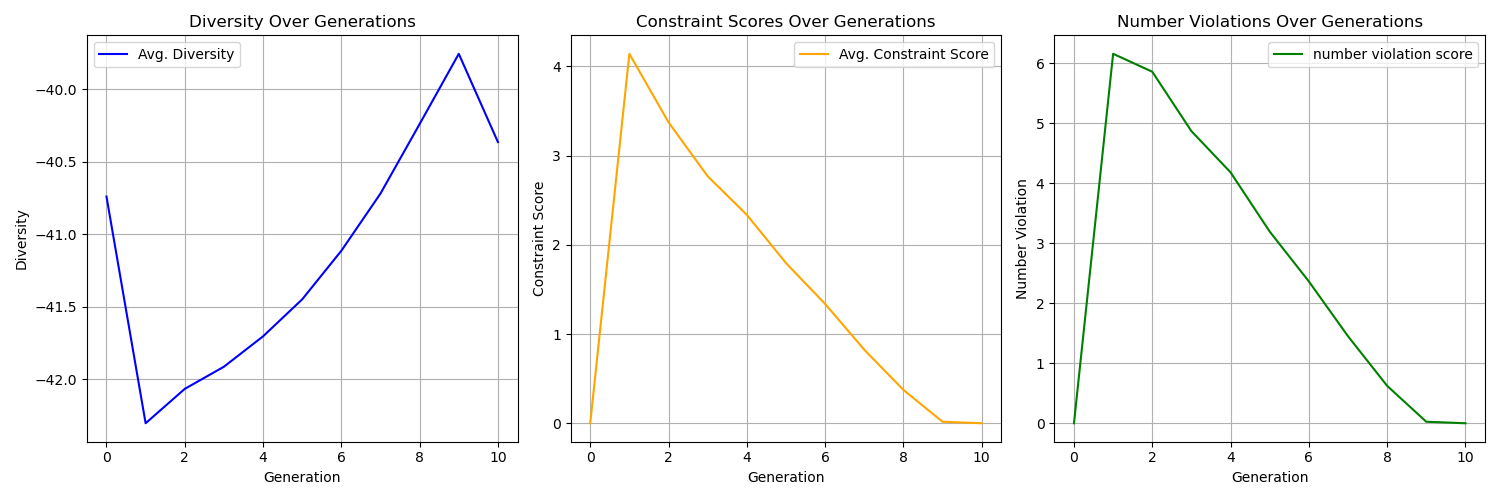 Diversity Over Generations
Avg. Diversity
−40.0
−40.5
−41.0
−41.5
−42.0
Diversity
0 2 4 6 8 10
Generation
Constraint Scores Over Generations
Avg. Constraint Score
4
3
2
1
0
Constraint Score
0 2 4 6 8 10
Generation
Number Violations Over Generations
number violation score
6
5
4
3
2
1
0
Number Violation
0 2 4 6 8 10
Generation